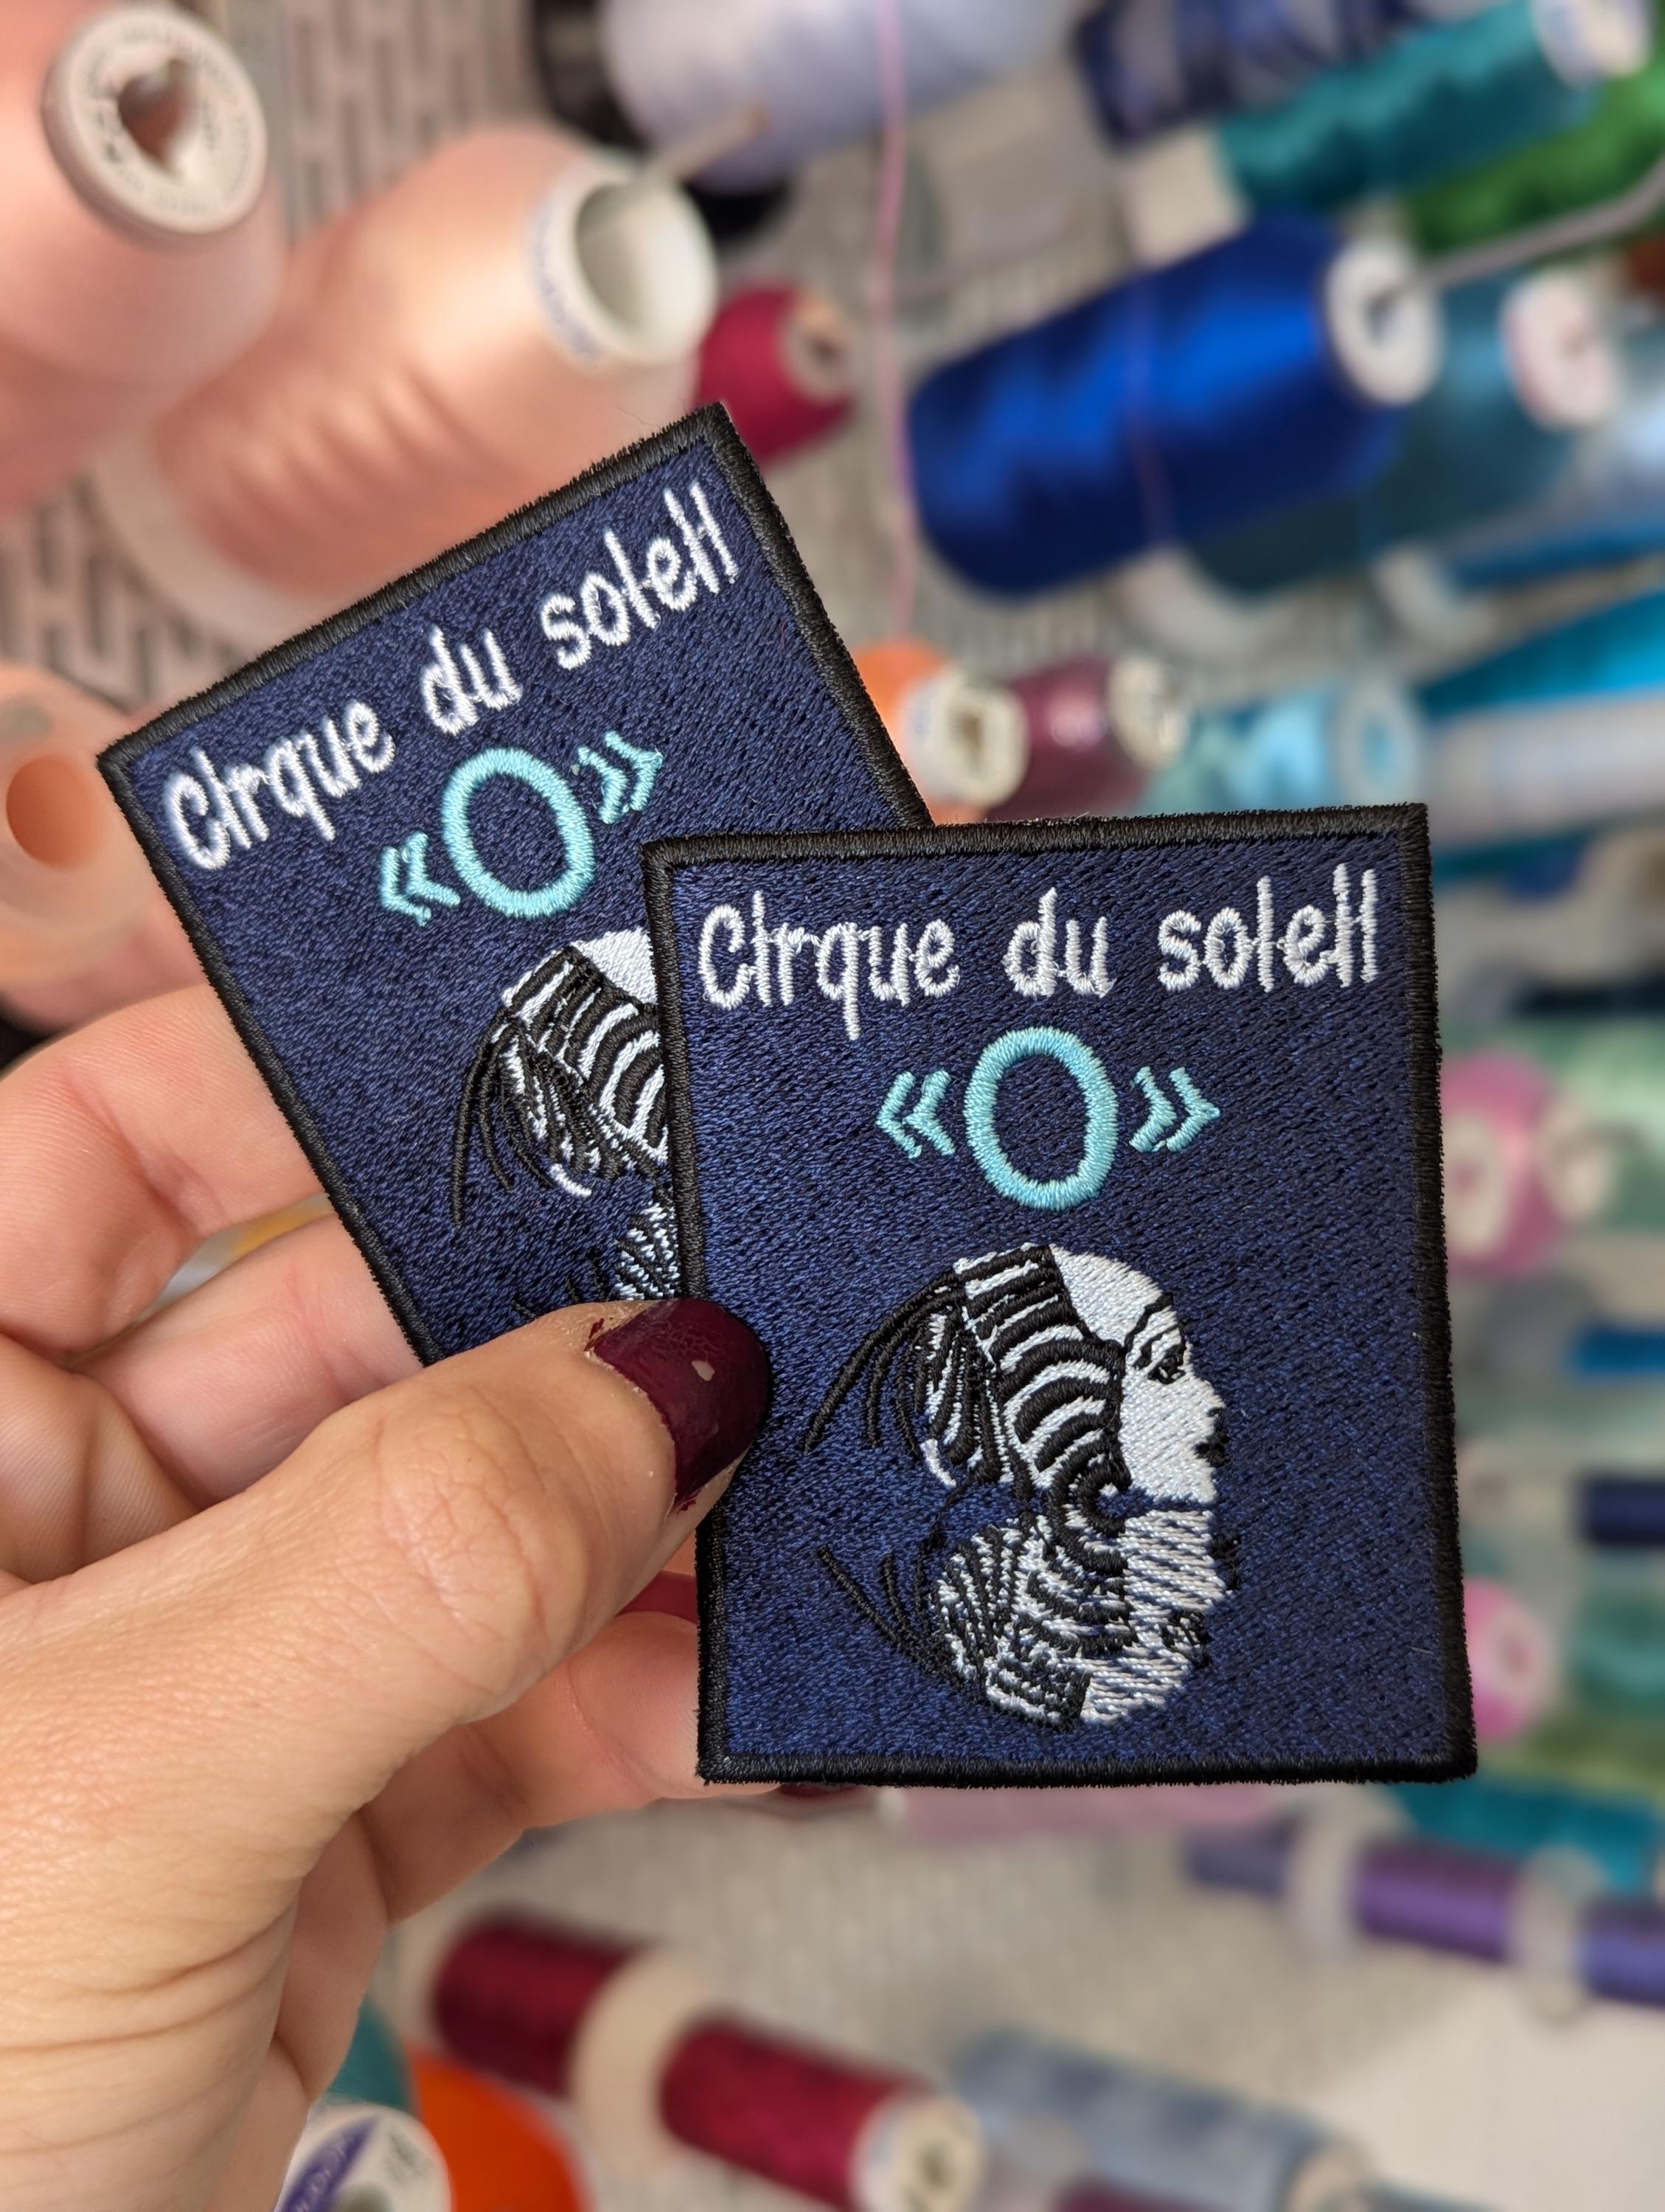 Cirque du soleil
«O»
Cirque du soleil
«O»